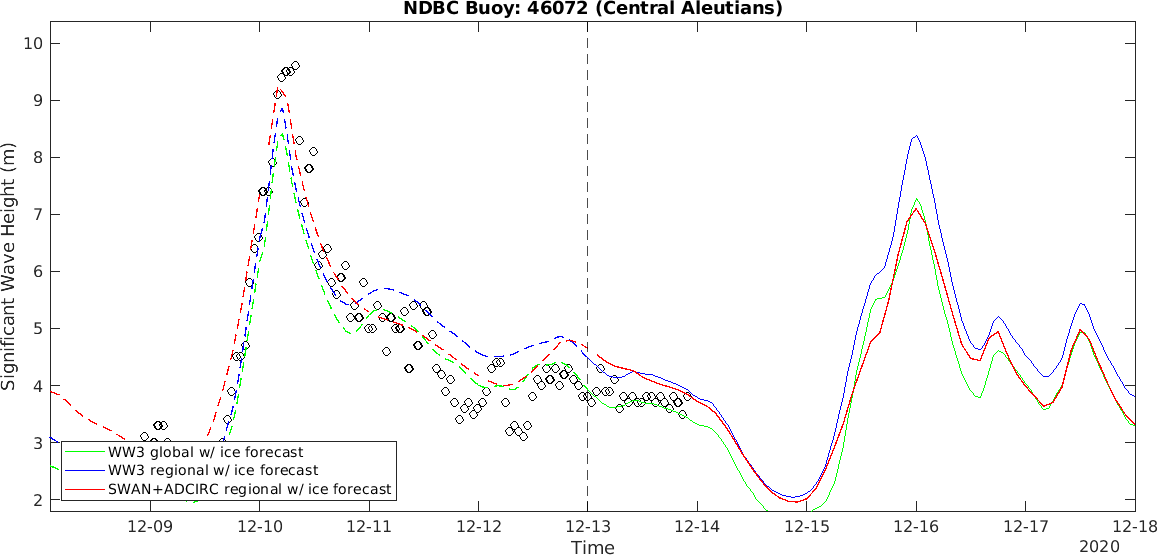 NDBC Buoy: 46072 (Central Aleutians)
Significant Wave Height (m)
10
9
8
7
6
5
4
3
2
WW3 global w/ ice forecast
WW3 regional w/ ice forecast
SWAN+ADCIRC regional w/ ice forecast
12-09 12-10 12-11 12-12 12-13 12-14 12-15 12-16 12-17 12-18
Time
2020